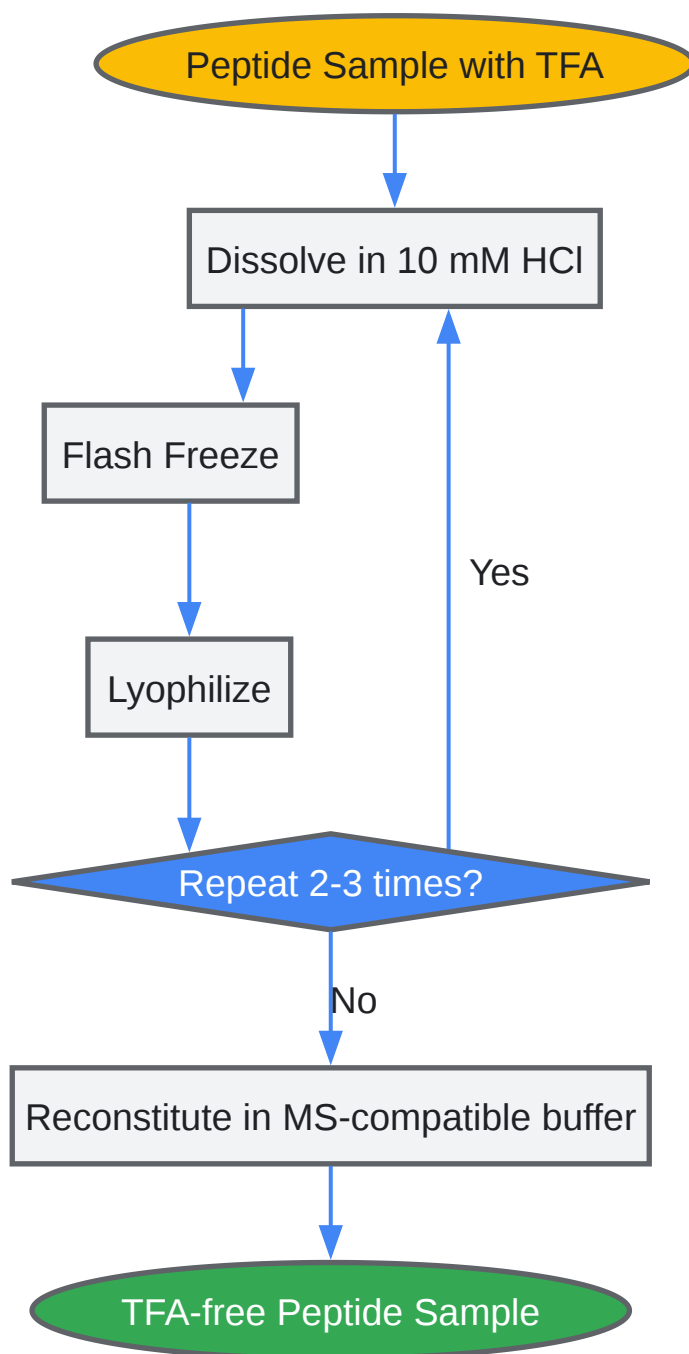 Peptide Sample with TFA
Dissolve in 10 mM HCl
Flash Freeze
Yes
Lyophilize
Repeat 2-3 times?
No
Reconstitute in MS-compatible buffer
TFA-free Peptide Sample